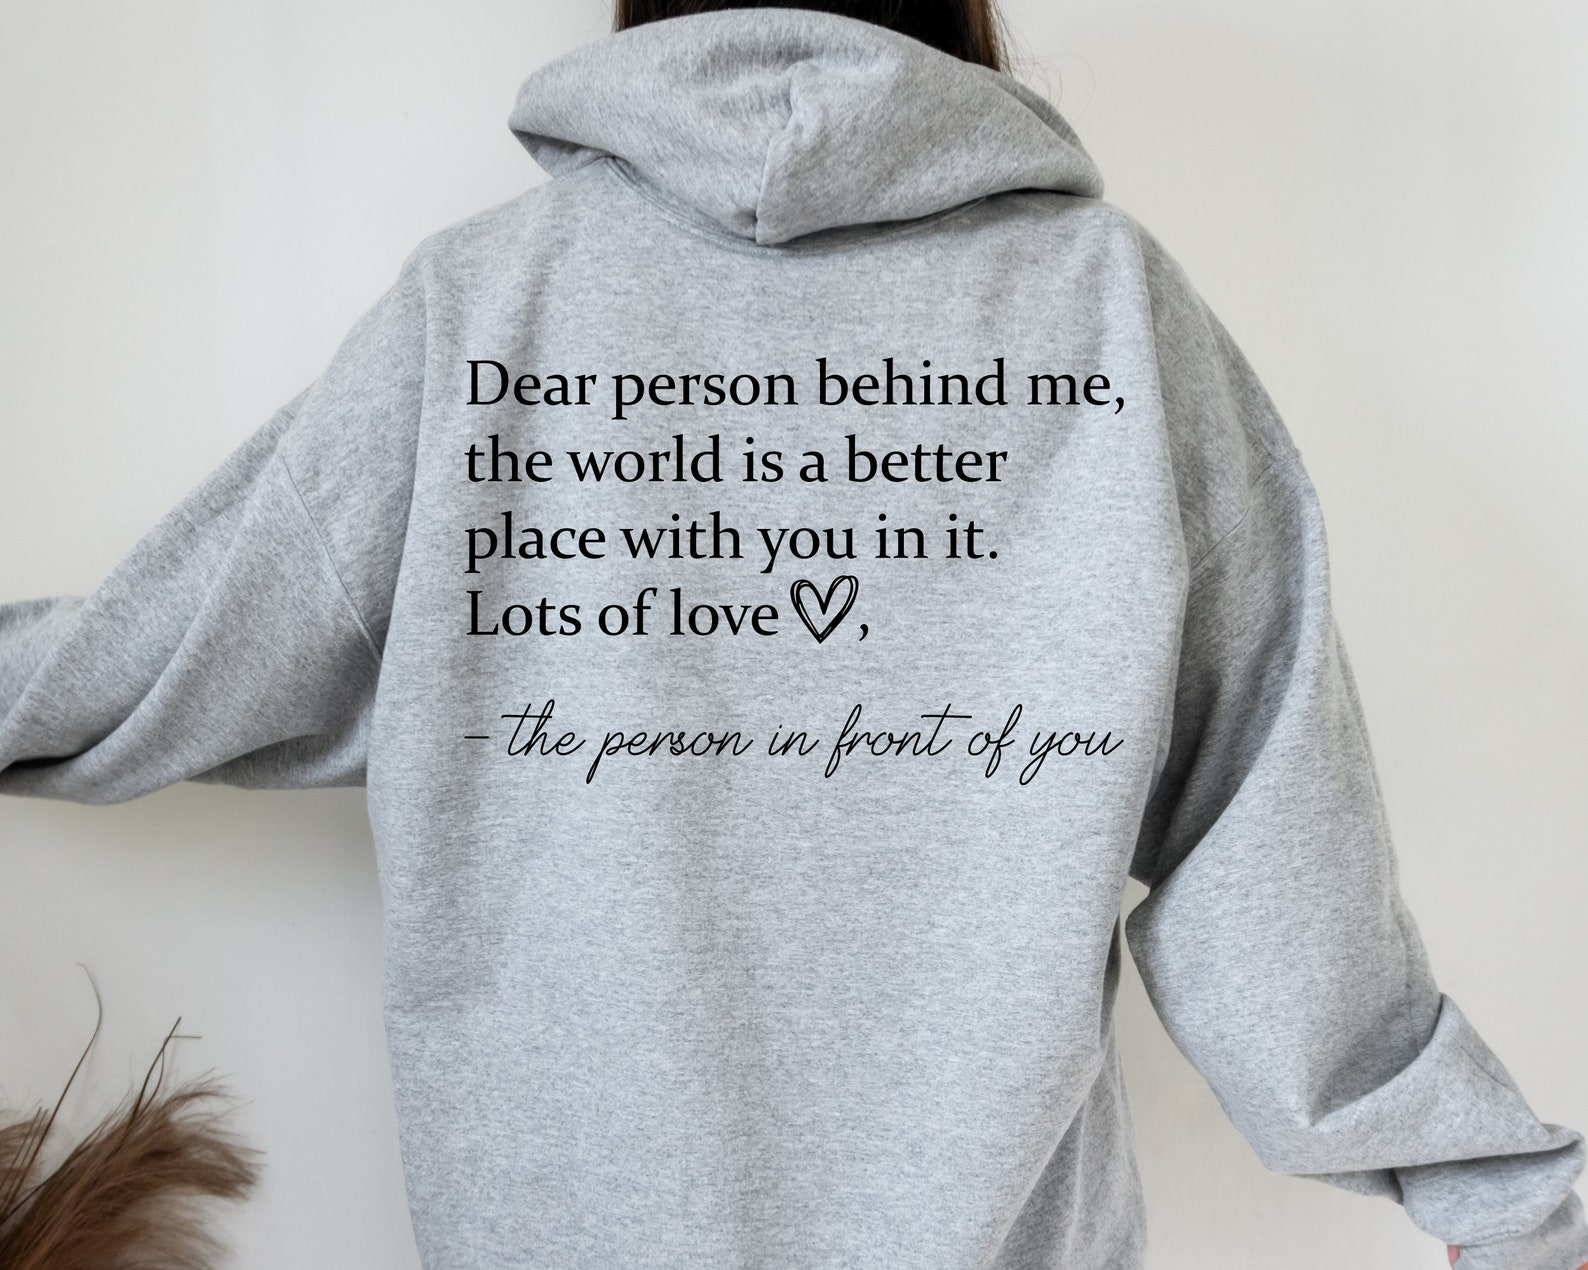 Dear person behind me,
the world is a better
place with you in it.
Lots of love ♡,
– the person in front of you